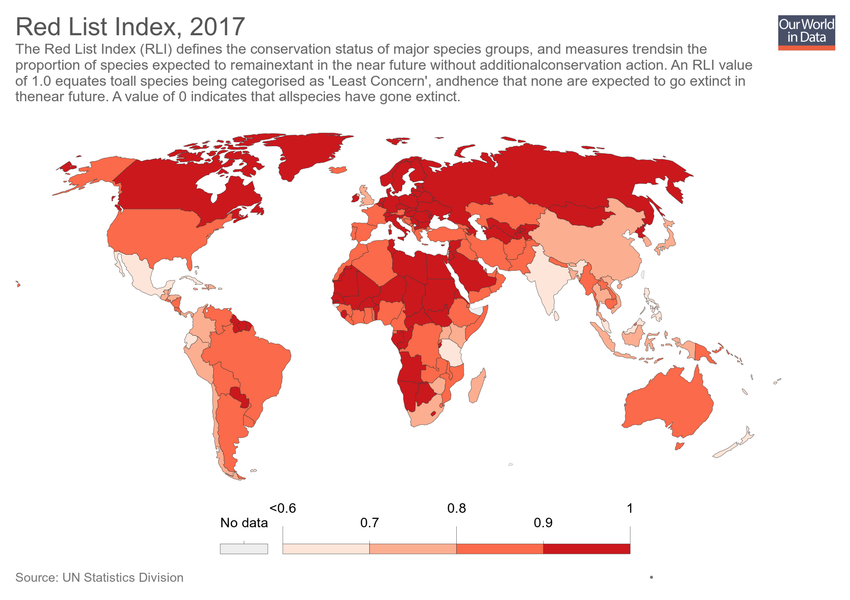 Red List Index, 2017
Our World
in Data
The Red List Index (RLI) defines the conservation status of major species groups, and measures trendsin the
proportion of species expected to remainextant in the near future without additionalconservation action. An RLI value
of 1.0 equates toall species being categorised as 'Least Concern', andhence that none are expected to go extinct in
thenear future. A value of 0 indicates that allspecies have gone extinct.
<0.6 0.8 1
No data 0.7 0.9
Source: UN Statistics Division